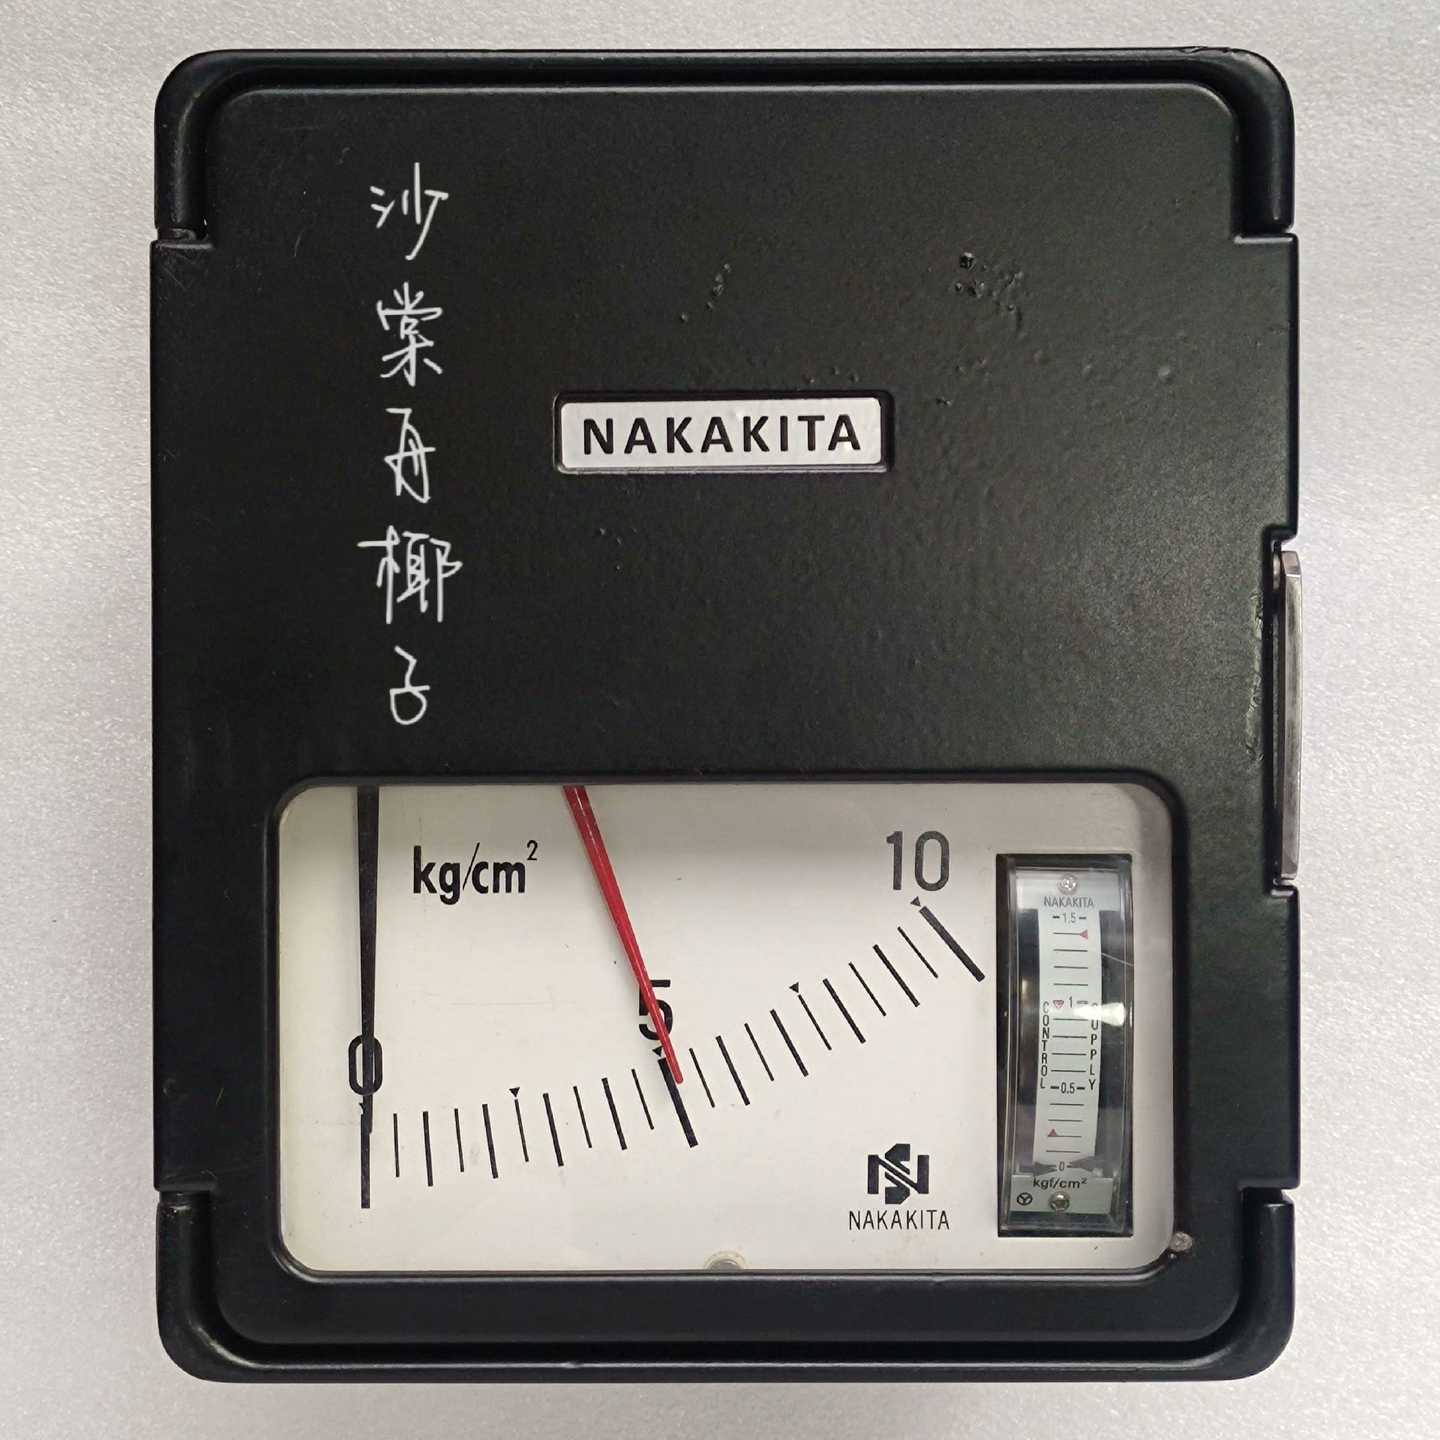 沙棠再椰子
NAKAKITA
kg/cm²
0
5
10
NAKAKITA
1.5
1
0.5
0
CONTROL
SUPPLY
kgf/cm²
NAKAKITA